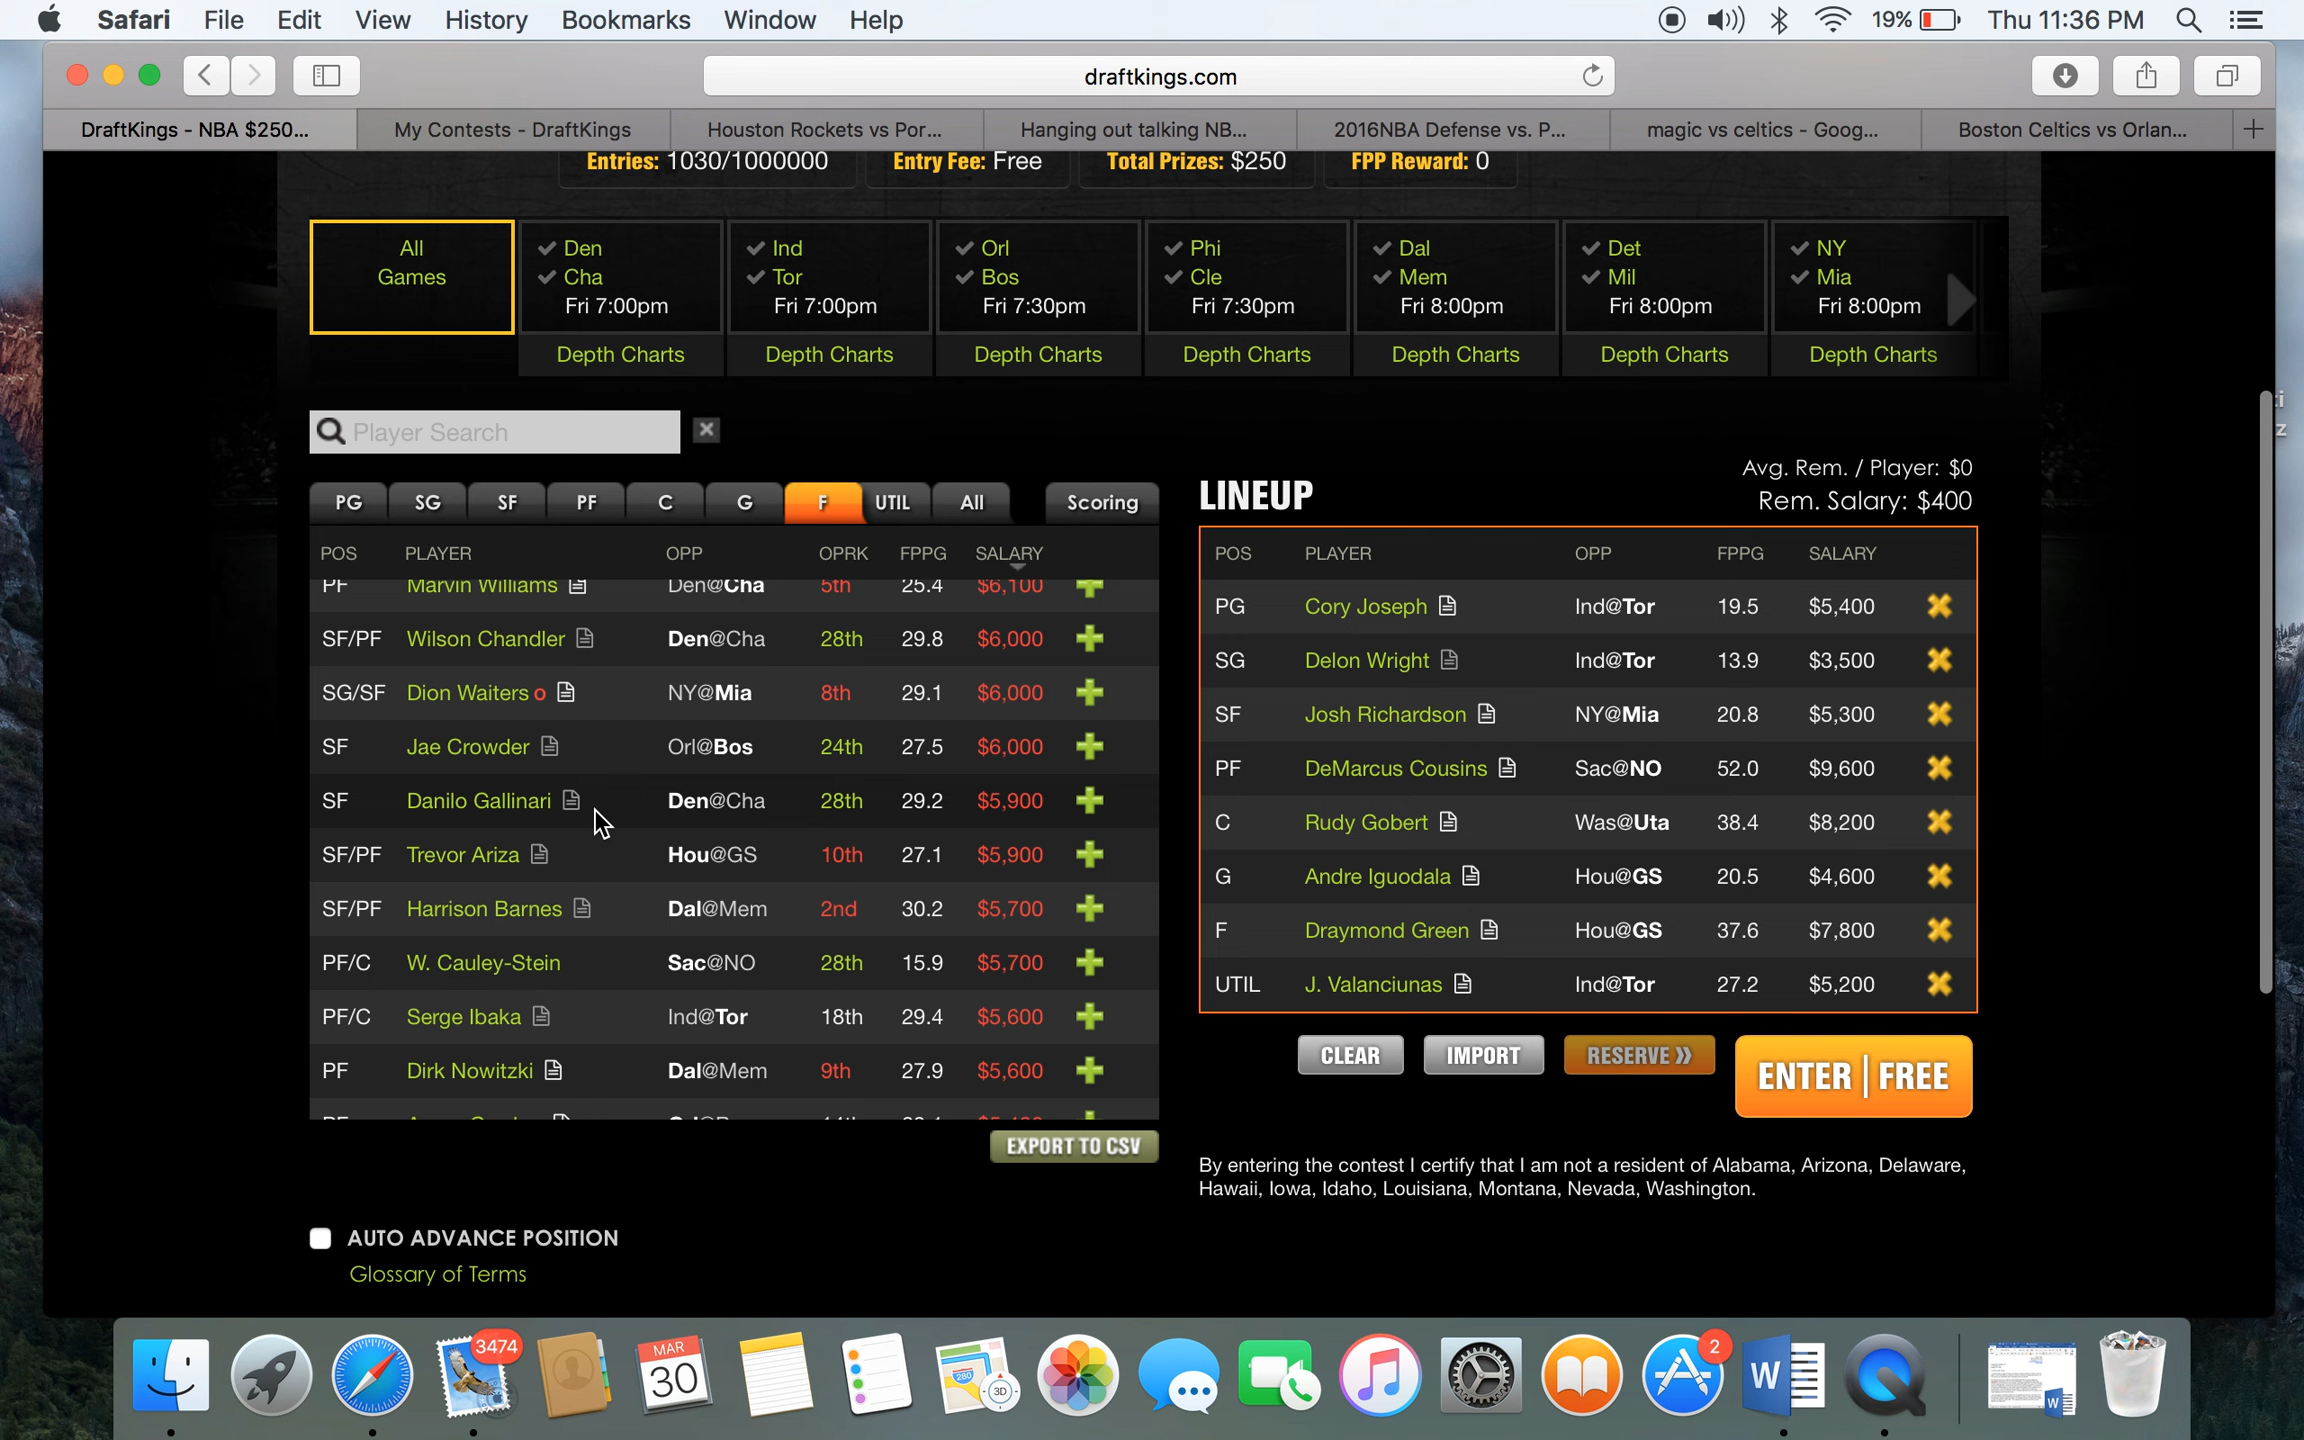 Safari File Edit View History Bookmarks Window Help 19% Thu 11:36 PM
draftkings.com
DraftKings - NBA $250... My Contests - DraftKings Houston Rockets vs Por... Hanging out talking NB... 2016NBA Defense vs. P... magic vs celtics - Goog... Boston Celtics vs Orlan...
Entries: 1030/1000000 Entry Fee: Free Total Prizes: $250 FPP Reward: 0
All Games
Den
Cha
Fri 7:00pm
Depth Charts
Ind
Tor
Fri 7:00pm
Depth Charts
Orl
Bos
Fri 7:30pm
Depth Charts
Phi
Cle
Fri 7:30pm
Depth Charts
Dal
Mem
Fri 8:00pm
Depth Charts
Det
Mil
Fri 8:00pm
Depth Charts
NY
Mia
Fri 8:00pm
Depth Charts
Player Search
PG SG SF PF C G F UTIL All Scoring
POS PLAYER OPP OPRK FPPG SALARY
PF Marvin Williams Den@Cha 5th 25.4 $6,100
SF/PF Wilson Chandler Den@Cha 28th 29.8 $6,000
SG/SF Dion Waiters O NY@Mia 8th 29.1 $6,000
SF Jae Crowder Orl@Bos 24th 27.5 $6,000
SF Danilo Gallinari Den@Cha 28th 29.2 $5,900
SF/PF Trevor Ariza Hou@GS 10th 27.1 $5,900
SF/PF Harrison Barnes Dal@Mem 2nd 30.2 $5,700
PF/C W. Cauley-Stein Sac@NO 28th 15.9 $5,700
PF/C Serge Ibaka Ind@Tor 18th 29.4 $5,600
PF Dirk Nowitzki Dal@Mem 9th 27.9 $5,600
EXPORT TO CSV
AUTO ADVANCE POSITION
Glossary of Terms
Avg. Rem. / Player: $0
LINEUP Rem. Salary: $400
POS PLAYER OPP FPPG SALARY
PG Cory Joseph Ind@Tor 19.5 $5,400
SG Delon Wright Ind@Tor 13.9 $3,500
SF Josh Richardson NY@Mia 20.8 $5,300
PF DeMarcus Cousins Sac@NO 52.0 $9,600
C Rudy Gobert Was@Uta 38.4 $8,200
G Andre Iguodala Hou@GS 20.5 $4,600
F Draymond Green Hou@GS 37.6 $7,800
UTIL J. Valanciunas Ind@Tor 27.2 $5,200
CLEAR IMPORT RESERVE » ENTER | FREE
By entering the contest I certify that I am not a resident of Alabama, Arizona, Delaware,
Hawaii, Iowa, Idaho, Louisiana, Montana, Nevada, Washington.
3474
MAR
30
280
3D
2
W
W